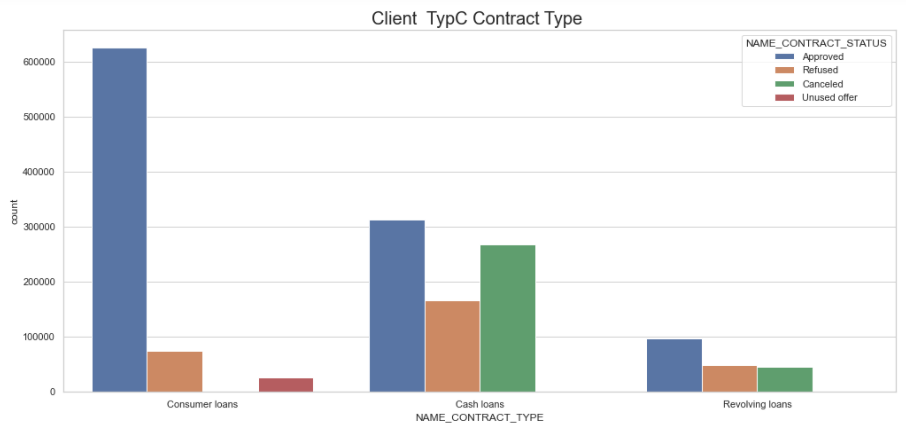 Client  TypC Contract Type
NAME_CONTRACT_STATUS
Approved
Refused
Canceled
Unused offer
600000
500000
400000
300000
200000
100000
0
count
Consumer loans
Cash loans
Revolving loans
NAME_CONTRACT_TYPE